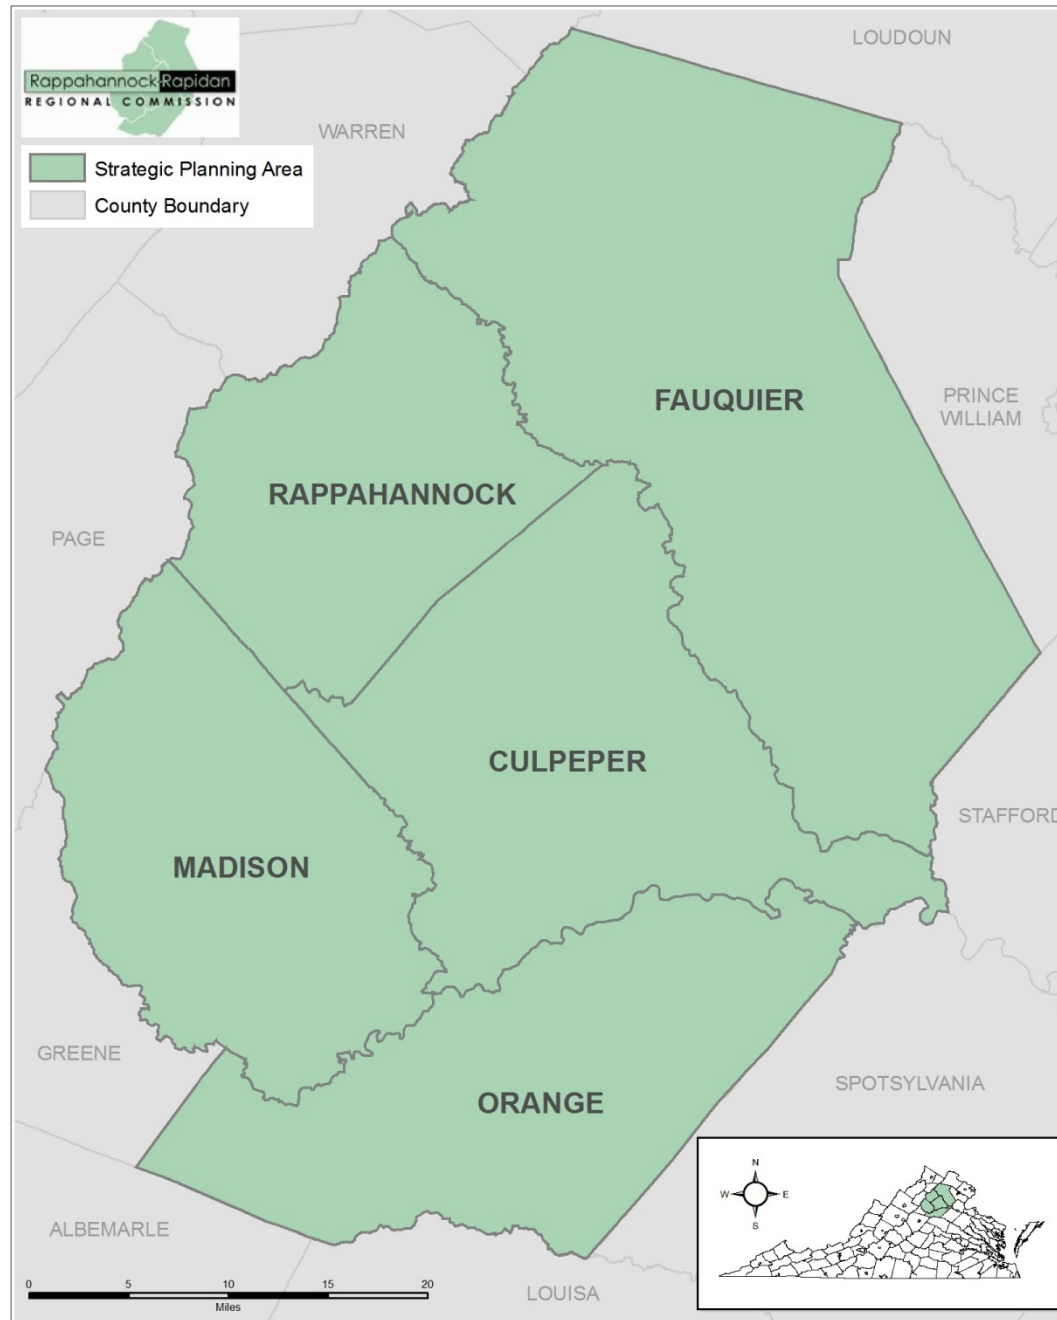 Rappahannock-Rapidan
REGIONAL COMMISSION
Strategic Planning Area
County Boundary
LOUDOUN
WARREN
FAUQUIER
PRINCE
WILLIAM
RAPPAHANNOCK
PAGE
CULPEPER
STAFFORD
MADISON
GREENE
SPOTSYLVANIA
ORANGE
ALBEMARLE
LOUISA
0 5 10 15 20
Miles
N
W E
S